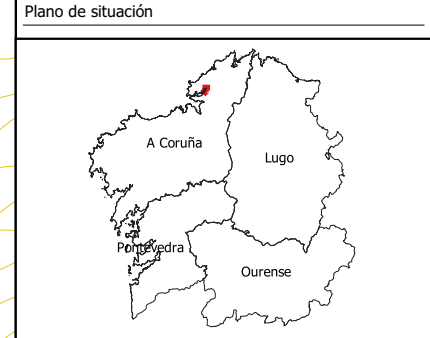 Plano de situación
A Coruña
Lugo
Pontevedra
Ourense